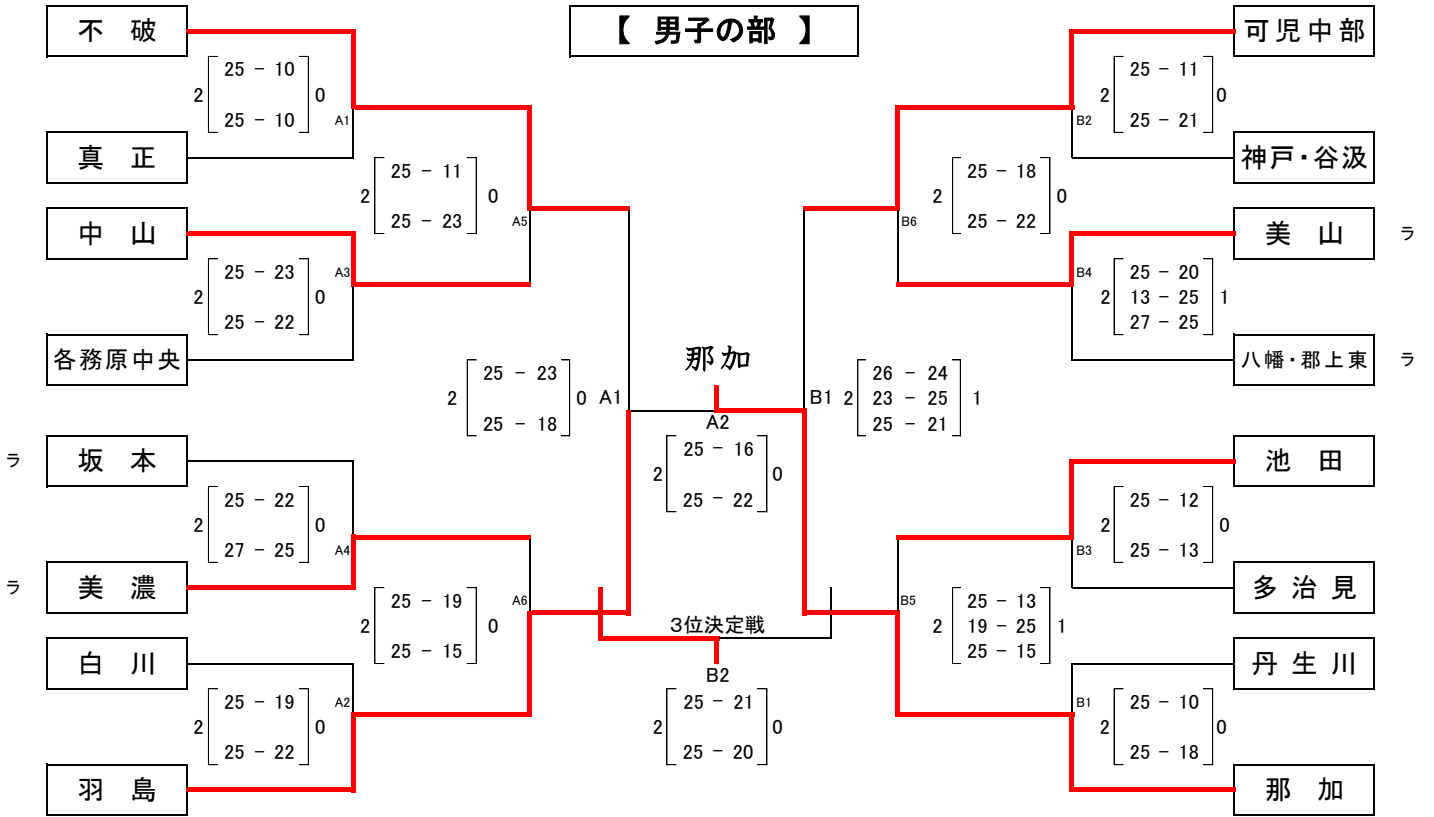 【 男子の部 】
不 破
2 25 － 10 0
25 － 10
A1
真 正
2 25 － 11 0
25 － 23
A5
中 山
2 25 － 23 0
25 － 22
A3
各務原中央
2 25 － 23 0
25 － 18
A1
ラ 坂 本
2 25 － 22 0
27 － 25
A4
ラ 美 濃
2 25 － 19 0
25 － 15
A6
白 川
2 25 － 19 0
25 － 22
A2
羽 島
那加
A2
2 25 － 16 0
25 － 22
3位決定戦
B2
2 25 － 21 0
25 － 20
可児中部
2 25 － 11 0
25 － 21
B2
神戸・谷汲
2 25 － 18 0
25 － 22
B6
美 山 ラ
B4
25 － 20
2 13 － 25 1
27 － 25
八幡・郡上東 ラ
B1
26 － 24
2 23 － 25 1
25 － 21
池 田
2 25 － 12 0
25 － 13
B3
多治見
B5
25 － 13
2 19 － 25 1
25 － 15
丹生川
B1
2 25 － 10 0
25 － 18
那 加